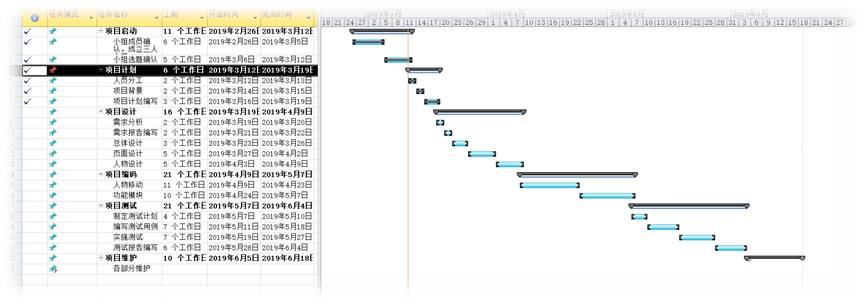 任务模式 任务名称 工期 开始时间 完成时间
2019年3月 2019年4月 2019年5月 2019年6月
18 21 24 27 2 5 8 11 14 17 20 23 26 29 1 4 7 10 13 16 19 22 25 28 1 4 7 10 13 16 19 22 25 28 31 3 6 9 12 15 18 21 24 27
项目启动 11 个工作日 2019年2月26日 2019年3月12日
小组成员确认，成立三人 6 个工作日 2019年2月26日 2019年3月5日
小组选题确认 5 个工作日 2019年3月6日 2019年3月12日
项目计划 6 个工作日 2019年3月12日 2019年3月19日
人员分工 2 个工作日 2019年3月12日 2019年3月13日
项目背景 2 个工作日 2019年3月14日 2019年3月15日
项目计划编写 3 个工作日 2019年3月16日 2019年3月19日
项目设计 16 个工作日 2019年3月19日 2019年4月9日
需求分析 2 个工作日 2019年3月19日 2019年3月20日
需求报告编写 2 个工作日 2019年3月21日 2019年3月22日
总体设计 3 个工作日 2019年3月23日 2019年3月26日
页面设计 5 个工作日 2019年3月27日 2019年4月2日
人物设计 5 个工作日 2019年4月3日 2019年4月9日
项目编码 21 个工作日 2019年4月9日 2019年5月7日
人物移动 11 个工作日 2019年4月9日 2019年4月23日
功能模块 10 个工作日 2019年4月24日 2019年5月7日
项目测试 21 个工作日 2019年5月7日 2019年6月4日
制定测试计划 4 个工作日 2019年5月7日 2019年5月10日
编写测试用例 7 个工作日 2019年5月11日 2019年5月18日
实施测试 7 个工作日 2019年5月19日 2019年5月27日
测试报告编写 5 个工作日 2019年5月28日 2019年6月4日
项目维护 10 个工作日 2019年6月5日 2019年6月18日
各部分维护